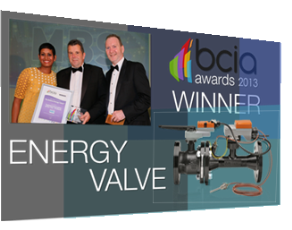 bcia
awards 2013
WINNER
ENERGY
VALVE